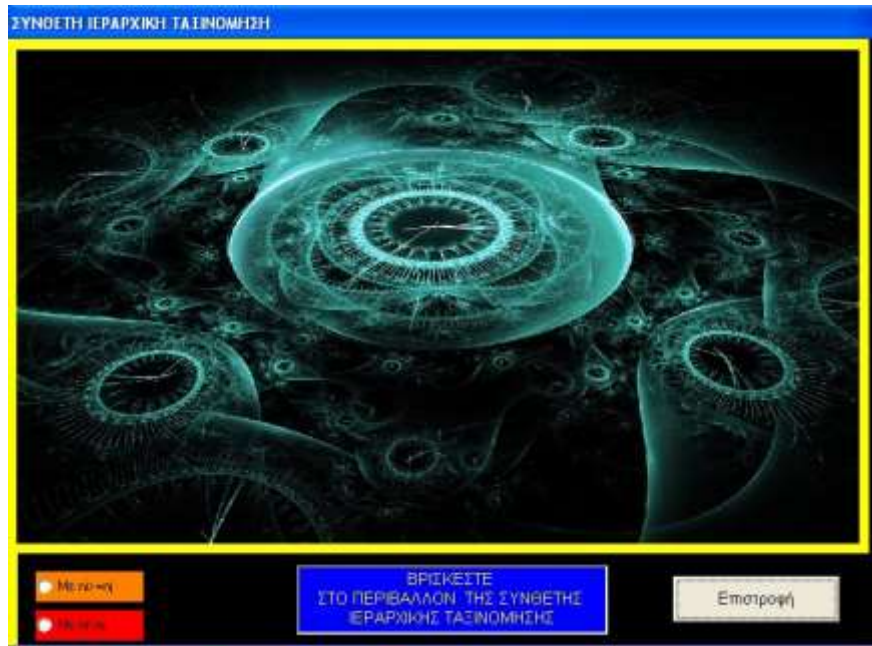 ΣΥΝΘΕΤΗ ΙΕΡΑΡΧΙΚΗ ΤΑΞΙΝΟΜΗΣΗ
ΒΡΙΣΚΕΣΤΕ
ΣΤΟ ΠΕΡΙΒΑΛΛΟΝ ΤΗΣ ΣΥΝΘΕΤΗΣ
ΙΕΡΑΡΧΙΚΗΣ ΤΑΞΙΝΟΜΗΣΗΣ
Επιστροφή